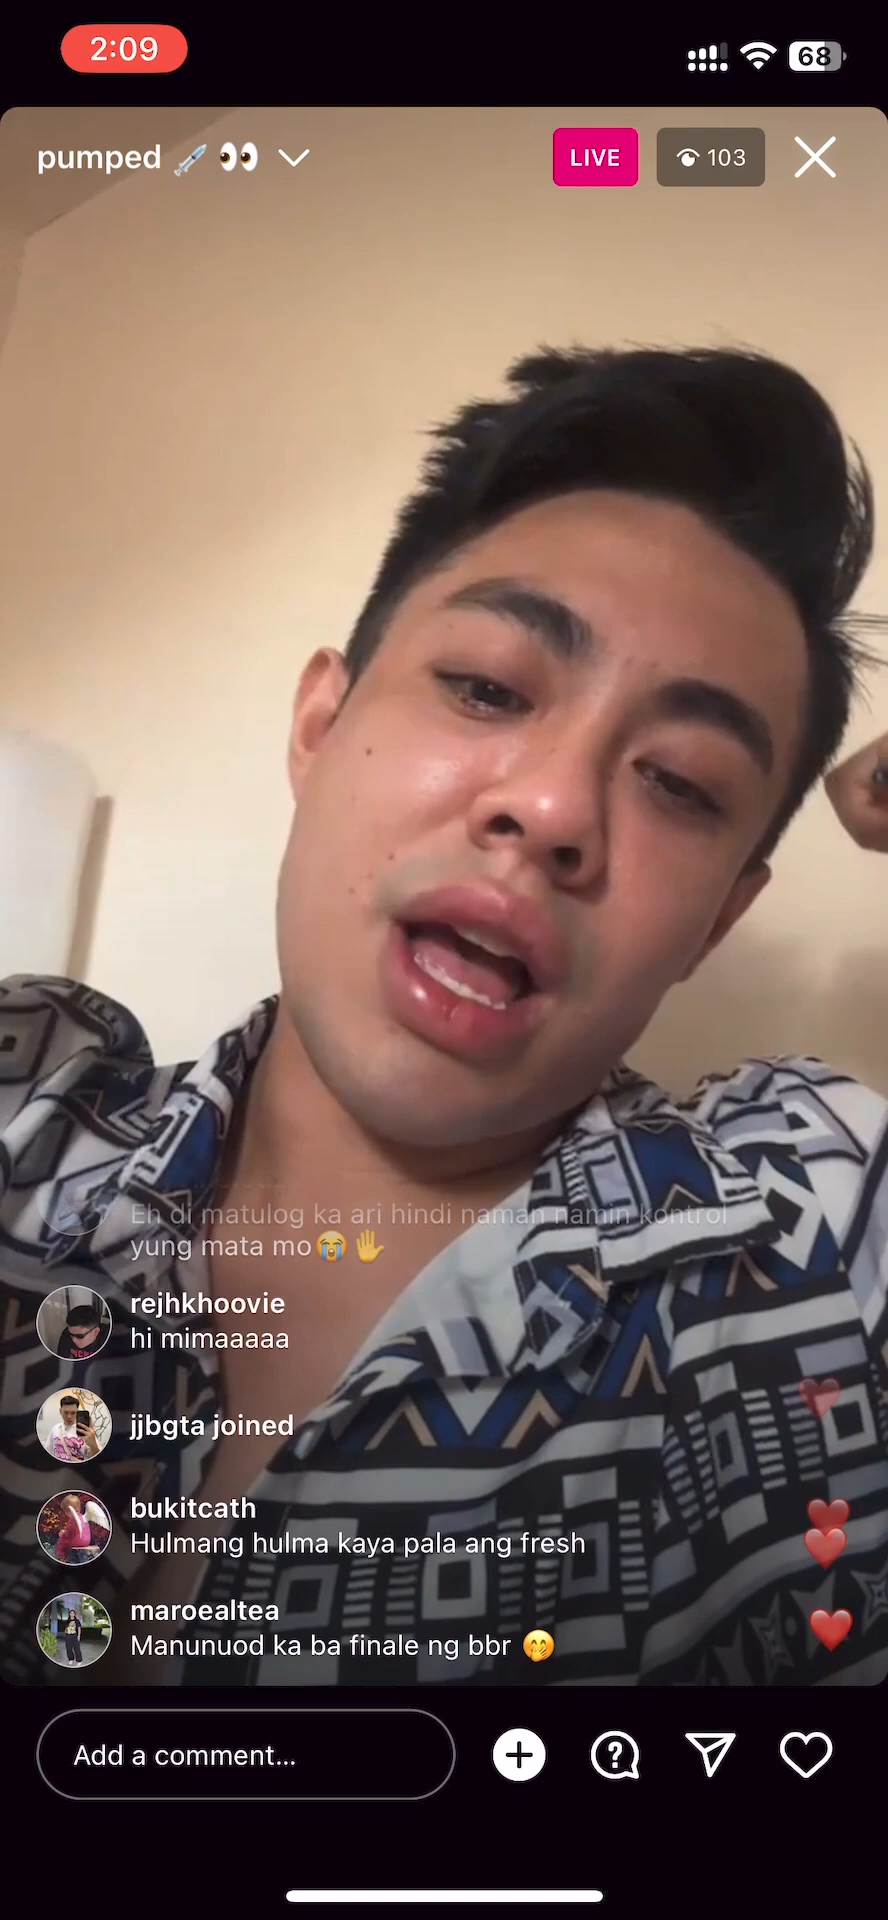 2:09
68
pumped 💉 👀
LIVE
103
Eh di matulog ka ari hindi naman namin kontrol
yung mata mo😭✋
rejhkhoovie
hi mimaaaaa
jjbgta joined
bukitcath
Hulmang hulma kaya pala ang fresh
maroealtea
Manunuod ka ba finale ng bbr 🤭
Add a comment...